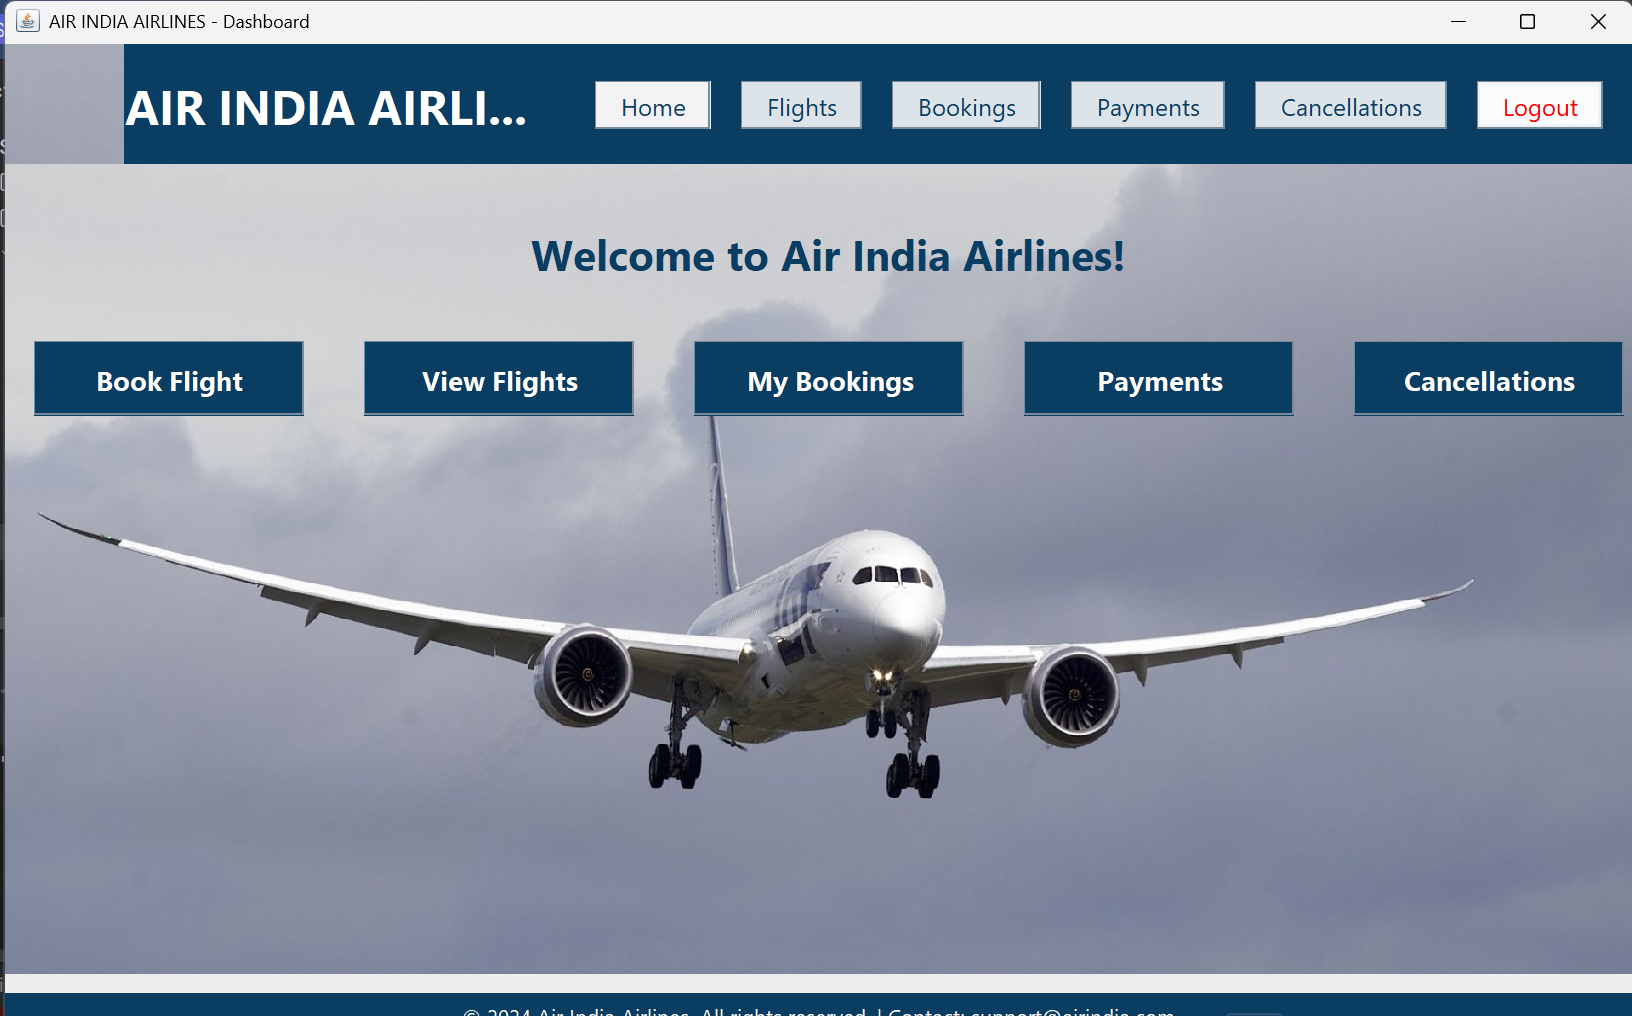 AIR INDIA AIRLINES - Dashboard
AIR INDIA AIRLI... Home Flights Bookings Payments Cancellations Logout
Welcome to Air India Airlines!
Book Flight View Flights My Bookings Payments Cancellations
© 2024 Air India Airlines. All rights reserved. | Contact: support@airindia.com